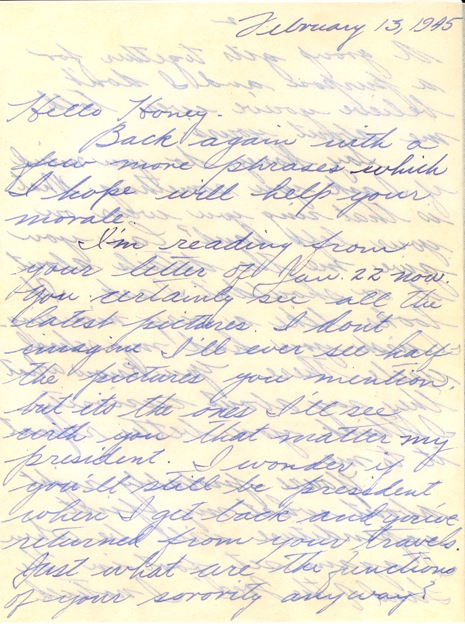 February 13, 1945
Hello Honey.
Back again with a
few more phrases which
I hope will help your
morale.
I'm reading from
your letter of Jan. 22 now.
You certainly see all the
latest pictures. I don't
imagine I'll ever see half
the pictures you mention,
but its the ones I'll see
with you that matter my
president. I wonder if
you'll still be president
when I get back and you've
returned from your travels.
Just what are the functions
of your sorority anyway?